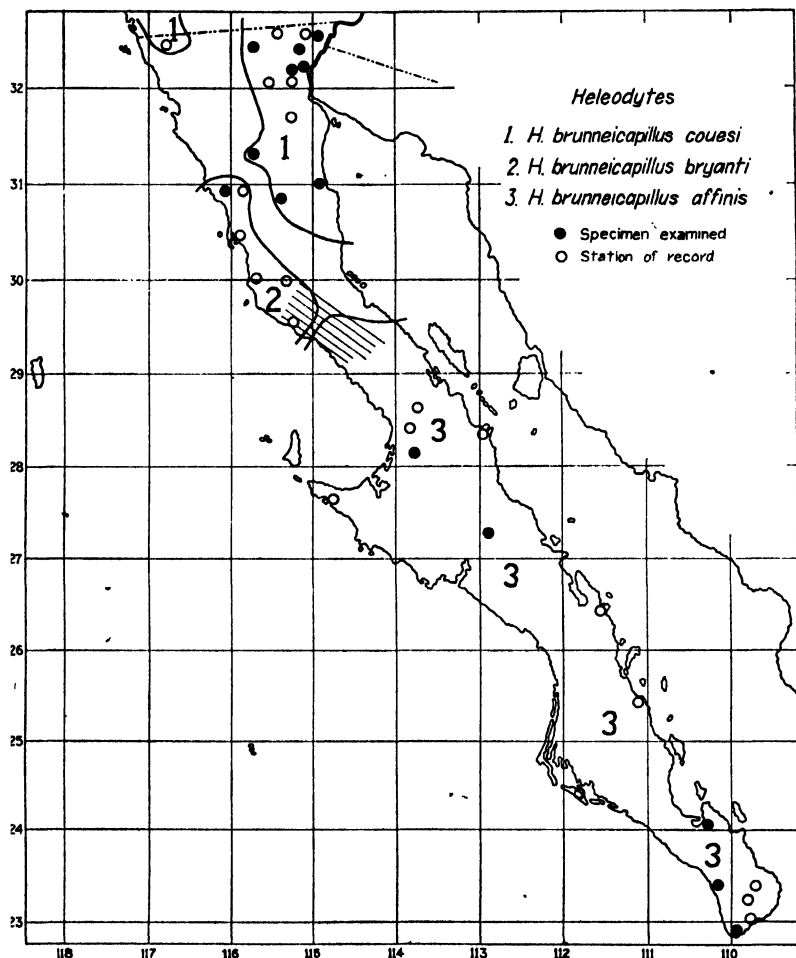 Heleodytes
1. H. brunneicapillus couesi
2. H. brunneicapillus bryanti
3. H. brunneicapillus affinis
● Specimen examined
○ Station of record
1
32
1
31
30
2
29
3
28
27
3
26
25
3
24
3
23
118 117 116 115 114 113 112 111 110